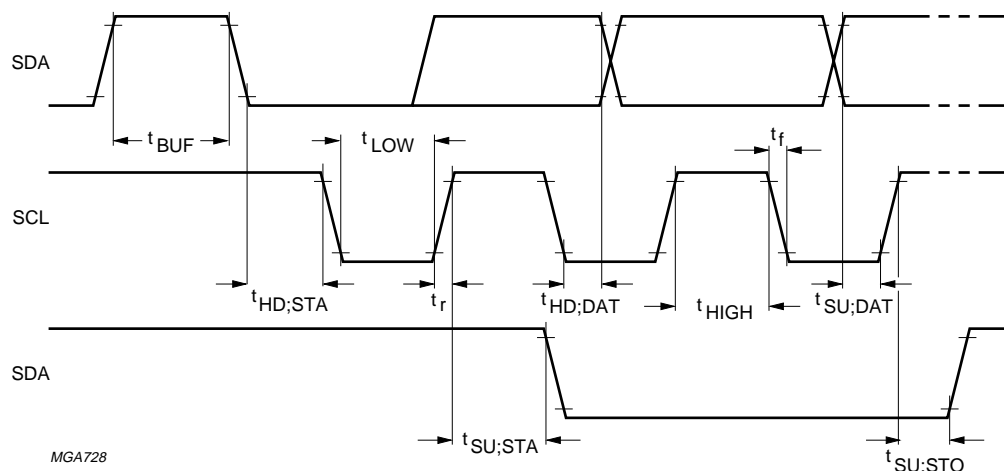 SDA
t BUF
t LOW
t f
SCL
t HD;STA
t r
t HD;DAT
t HIGH
t SU;DAT
SDA
t SU;STA
t SU;STO
MGA728